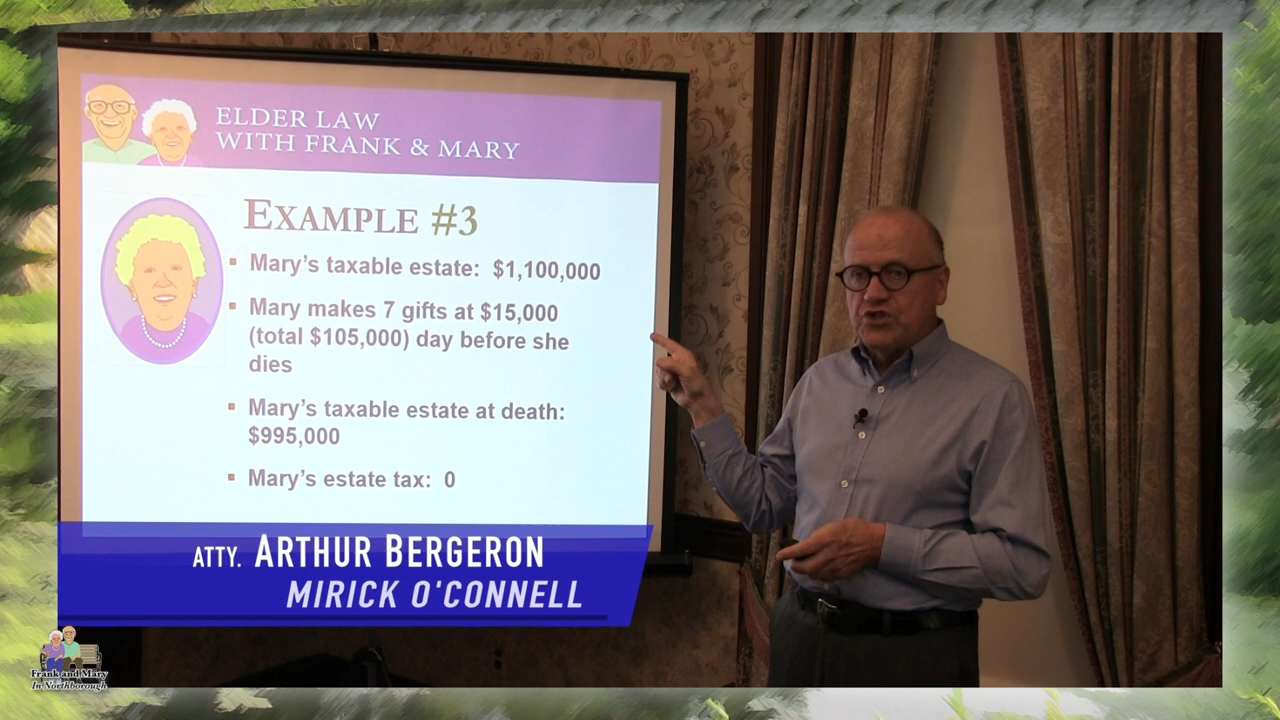 ELDER LAW
WITH FRANK & MARY
EXAMPLE #3
Mary's taxable estate: $1,100,000
Mary makes 7 gifts at $15,000
(total $105,000) day before she
dies
Mary's taxable estate at death:
$995,000
Mary's estate tax: 0
ATTY. ARTHUR BERGERON
MIRICK O'CONNELL
Frank and Mary
In Northborough